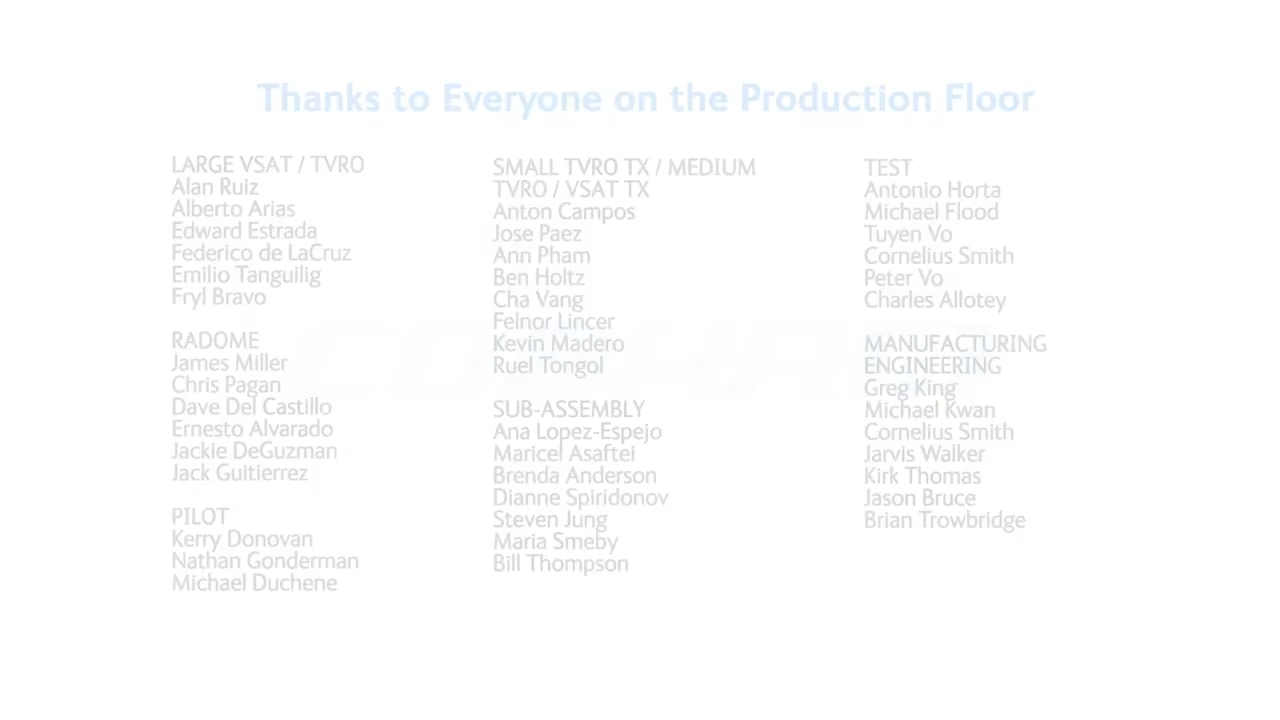 Thanks to Everyone on the Production Floor
LARGE VSAT / TVRO
Alan Ruiz
Alberto Arias
Edward Estrada
Federico de LaCruz
Emilio Tanguilig
Fryl Bravo
RADOME
James Miller
Chris Pagan
Dave Del Castillo
Ernesto Alvarado
Jackie DeGuzman
Jack Guitierrez
PILOT
Kerry Donovan
Nathan Gonderman
Michael Duchene
SMALL TVRO TX / MEDIUM
TVRO / VSAT TX
Anton Campos
Jose Paez
Ann Pham
Ben Holtz
Cha Vang
Felnor Lincer
Kevin Madero
Ruel Tongol
SUB-ASSEMBLY
Ana Lopez-Espejo
Maricel Asaftei
Brenda Anderson
Dianne Spiridonov
Steven Jung
Maria Smeby
Bill Thompson
TEST
Antonio Horta
Michael Flood
Tuyen Vo
Cornelius Smith
Peter Vo
Charles Allotey
MANUFACTURING
ENGINEERING
Greg King
Michael Kwan
Cornelius Smith
Jarvis Walker
Kirk Thomas
Jason Bruce
Brian Trowbridge